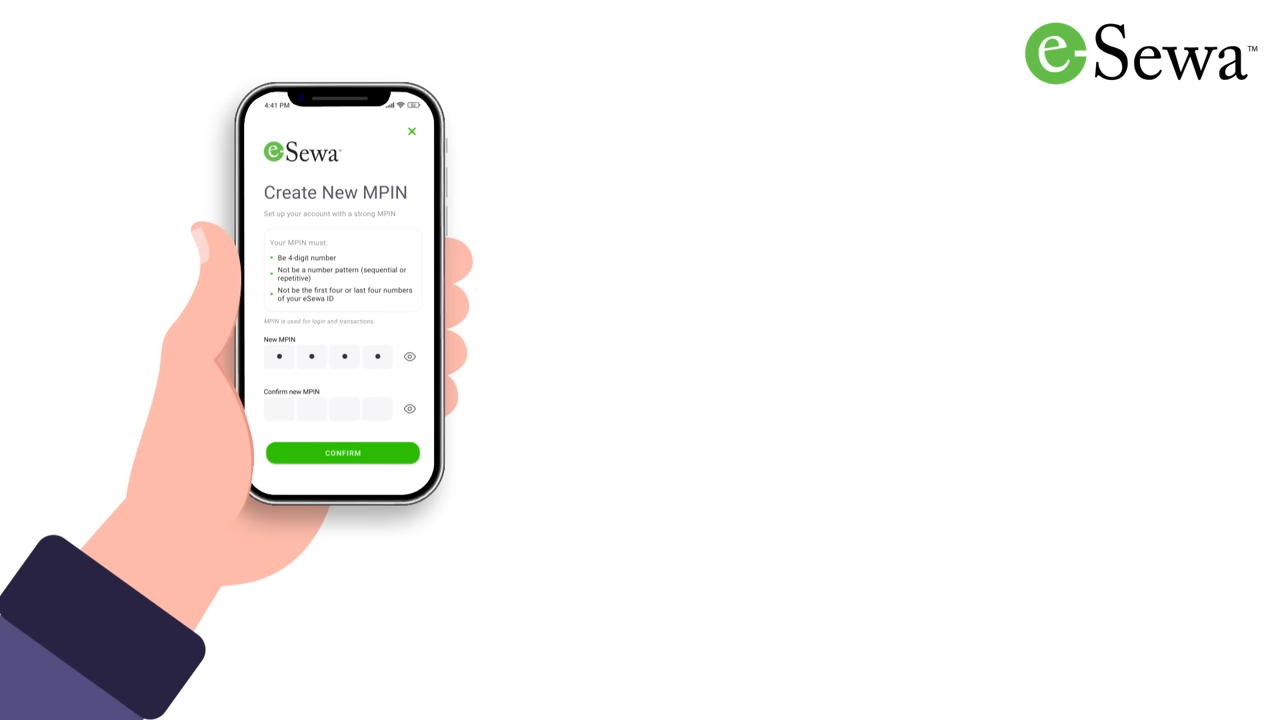 e-Sewa™
4:41 PM
e-Sewa™
Create New MPIN
Set up your account with a strong MPIN
Your MPIN must:
• Be 4-digit number
• Not be a number pattern (sequential or
repetitive)
• Not be the first four or last four numbers
of your eSewa ID
MPIN is used for login and transactions.
New MPIN
Confirm new MPIN
CONFIRM